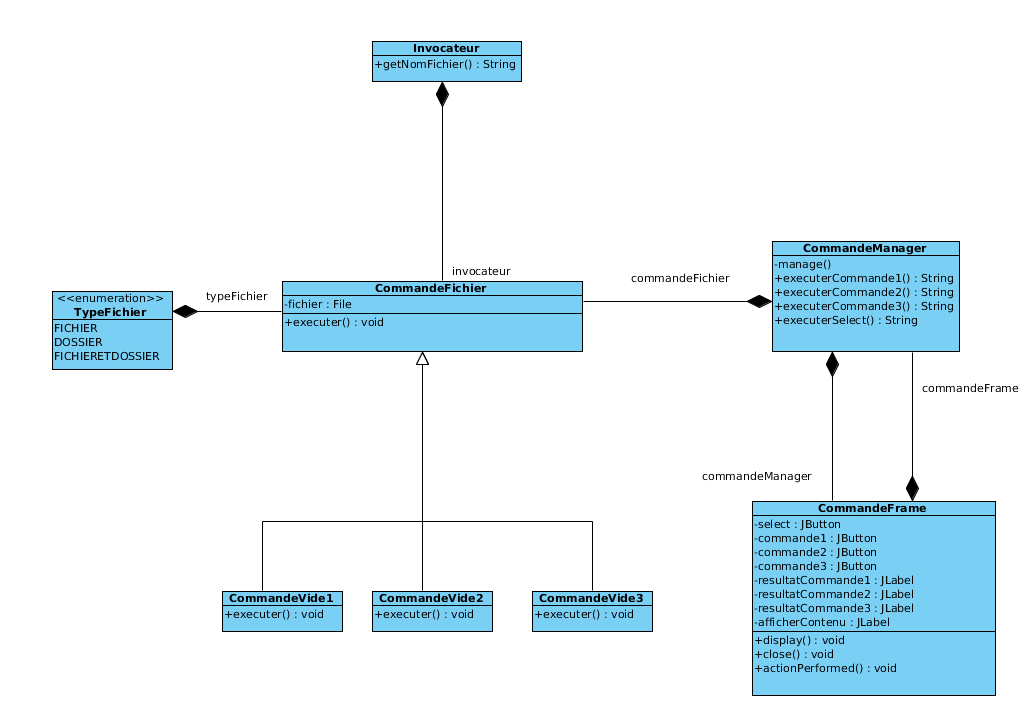 Invocateur
+getNomFichier() : String
invocateur
commandeFichier
typeFichier
<<enumeration>>
TypeFichier
FICHIER
DOSSIER
FICHIERETDOSSIER
CommandeFichier
-fichier : File
+executer() : void
CommandeManager
-manage()
+executerCommande1() : String
+executerCommande2() : String
+executerCommande3() : String
+executerSelect() : String
commandeFrame
commandeManager
CommandeVide1
+executer() : void
CommandeVide2
+executer() : void
CommandeVide3
+executer() : void
CommandeFrame
-select : JButton
-commande1 : JButton
-commande2 : JButton
-commande3 : JButton
-resultatCommande1 : JLabel
-resultatCommande2 : JLabel
-resultatCommande3 : JLabel
-afficherContenu : JLabel
+display() : void
+close() : void
+actionPerformed() : void